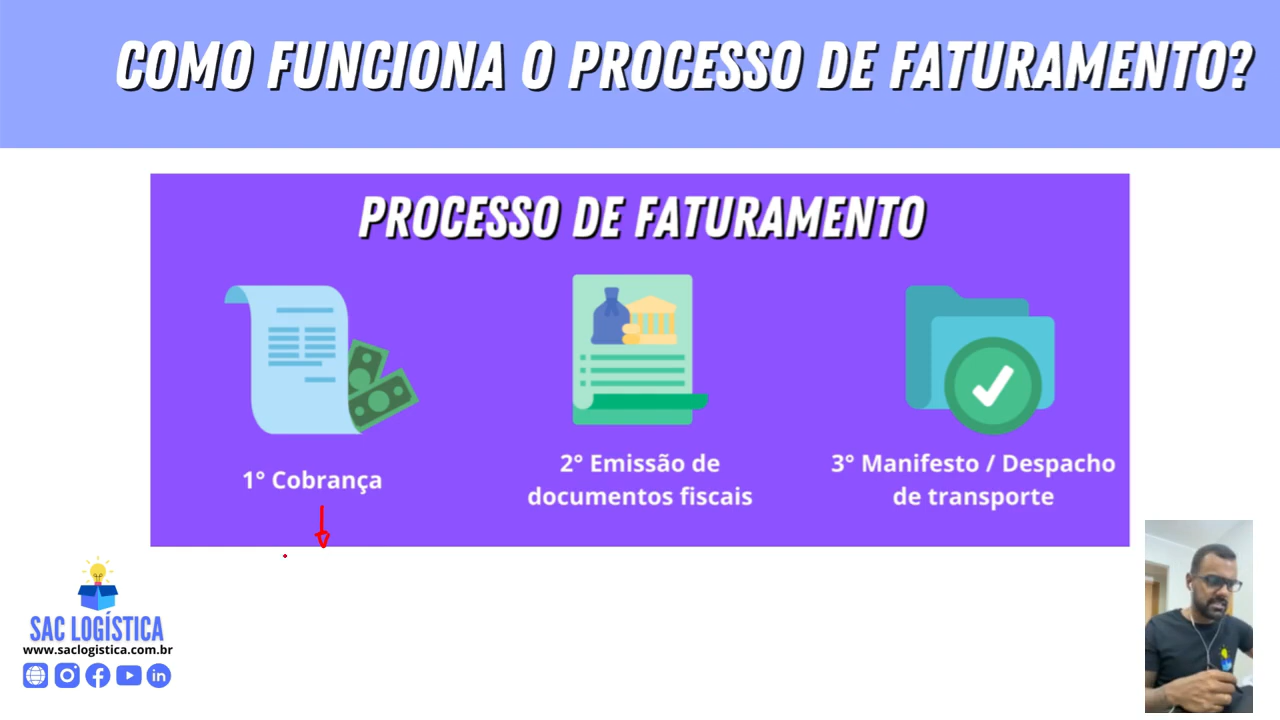 COMO FUNCIONA O PROCESSO DE FATURAMENTO?
PROCESSO DE FATURAMENTO
1° Cobrança
2° Emissão de
documentos fiscais
3° Manifesto / Despacho
de transporte
SAC LOGÍSTICA
www.saclogistica.com.br
in